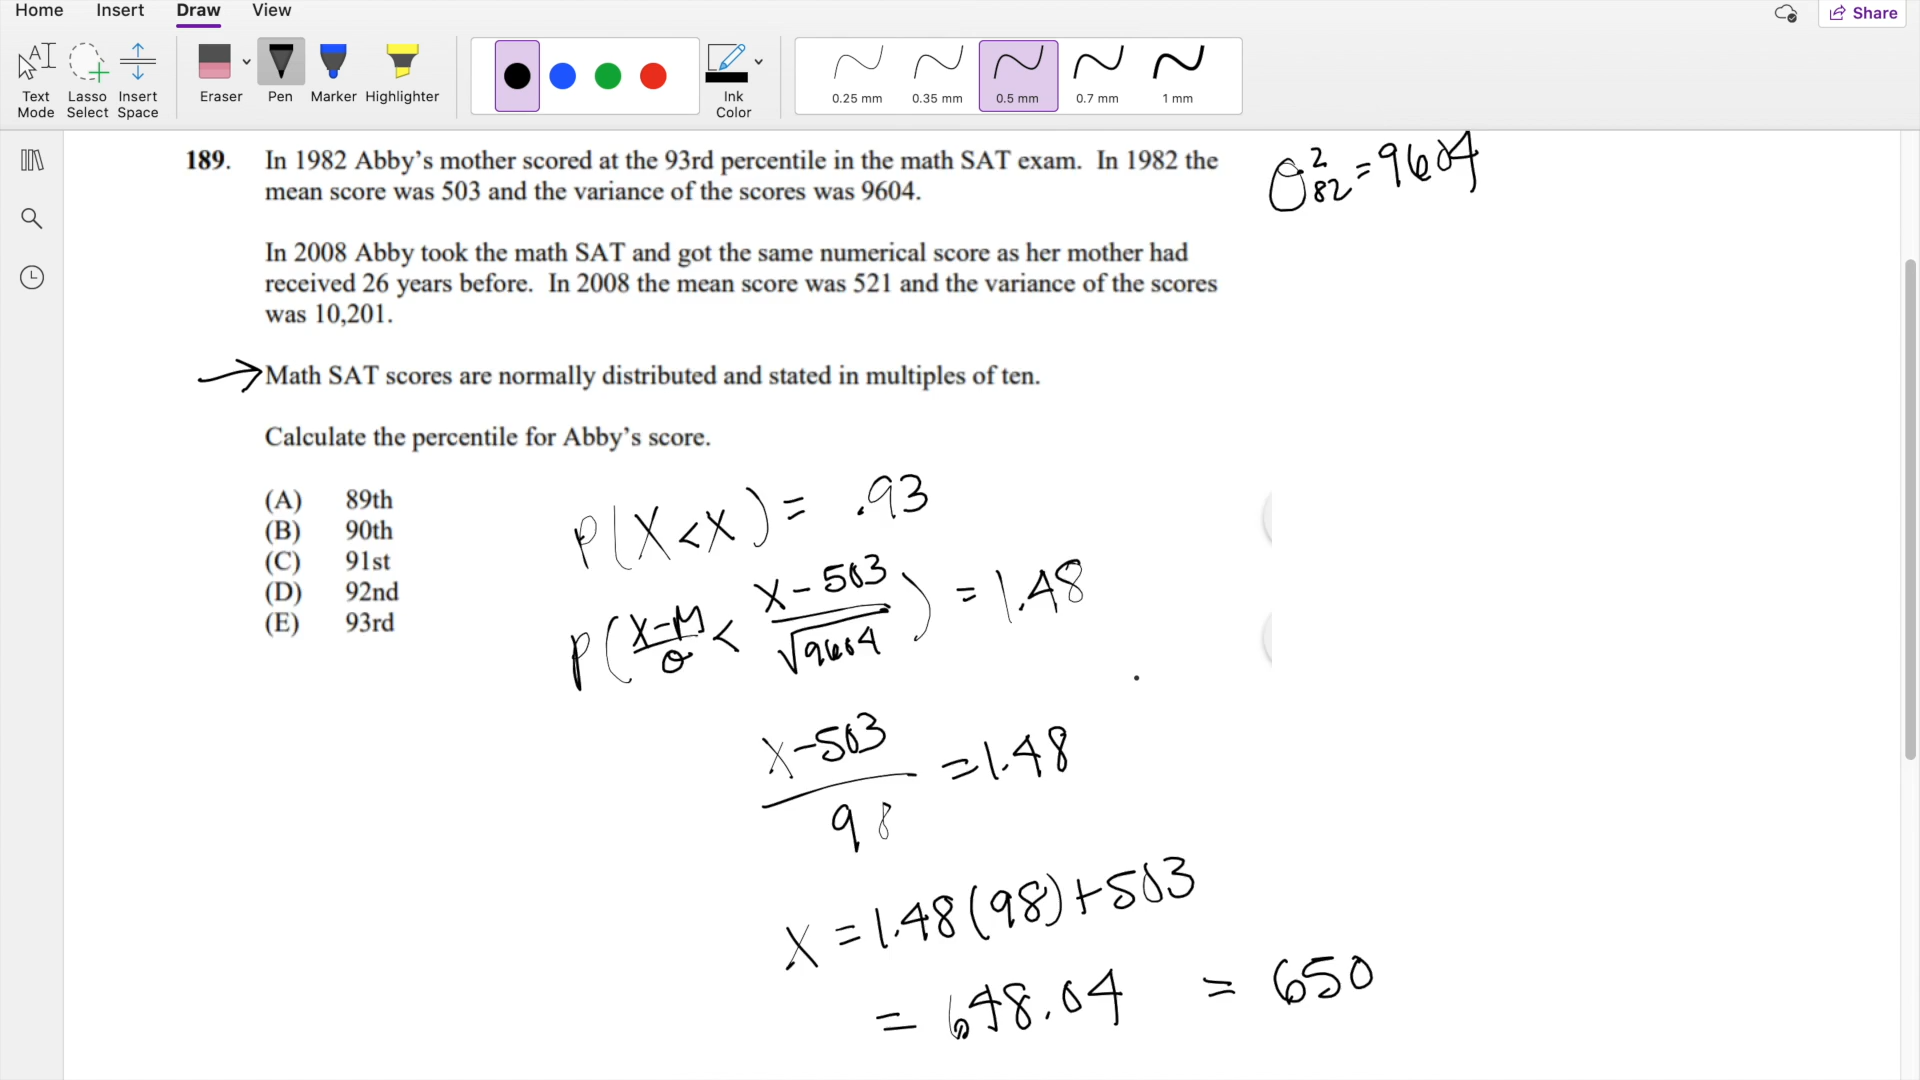 Home Insert Draw View
Share
Text Mode
Lasso Select
Insert Space
Eraser
Pen
Marker
Highlighter
Ink Color
0.25 mm
0.35 mm
0.5 mm
0.7 mm
1 mm
189. In 1982 Abby's mother scored at the 93rd percentile in the math SAT exam. In 1982 the
mean score was 503 and the variance of the scores was 9604.
σ²82 = 9604
In 2008 Abby took the math SAT and got the same numerical score as her mother had
received 26 years before. In 2008 the mean score was 521 and the variance of the scores
was 10,201.
Math SAT scores are normally distributed and stated in multiples of ten.
Calculate the percentile for Abby's score.
(A) 89th
(B) 90th
(C) 91st
(D) 92nd
(E) 93rd
P(X<x) = .93
P((X-μ)/σ < (x-503)/√9604) = 1.48
(x-503)/98 = 1.48
x = 1.48(98)+503
= 648.04 = 650